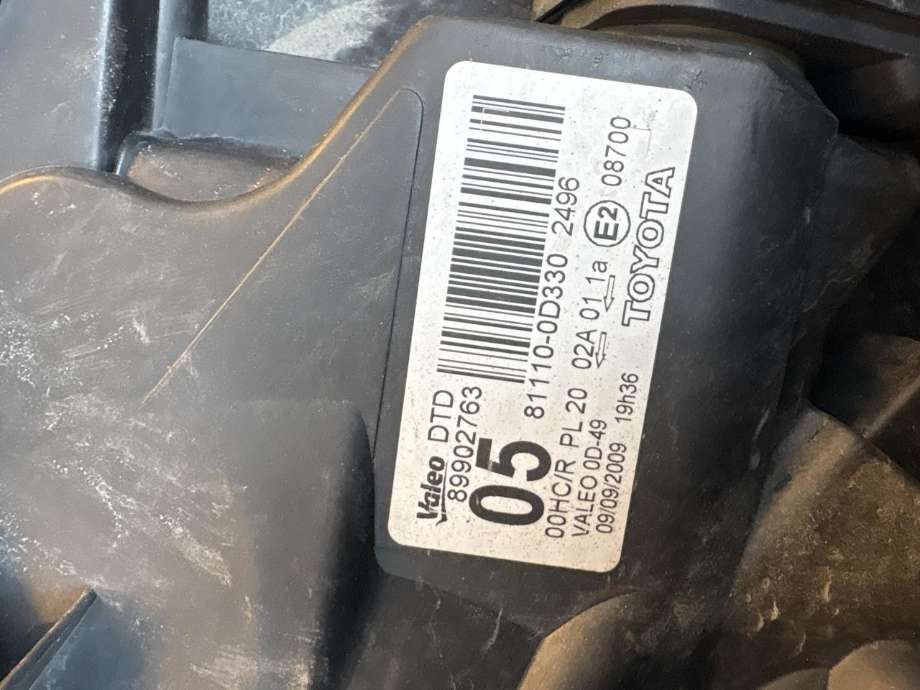 Valeo DTD
89902763
05 81110-0D330 2496
00HC/R PL 20 02A 01 1a E2 08700
VALEO 0D-49
09/09/2009 19h36 TOYOTA